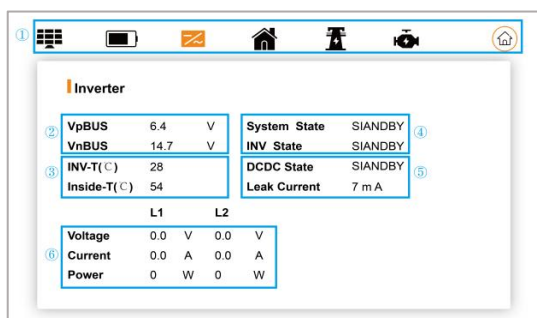 ①
Inverter
② VpBUS 6.4 V System State SIANDBY ④
VnBUS 14.7 V INV State SIANDBY
③ INV-T(℃) 28 DCDC State SIANDBY ⑤
Inside-T(℃) 54 Leak Current 7 m A
L1 L2
Voltage 0.0 V 0.0 V
⑥ Current 0.0 A 0.0 A
Power 0 W 0 W